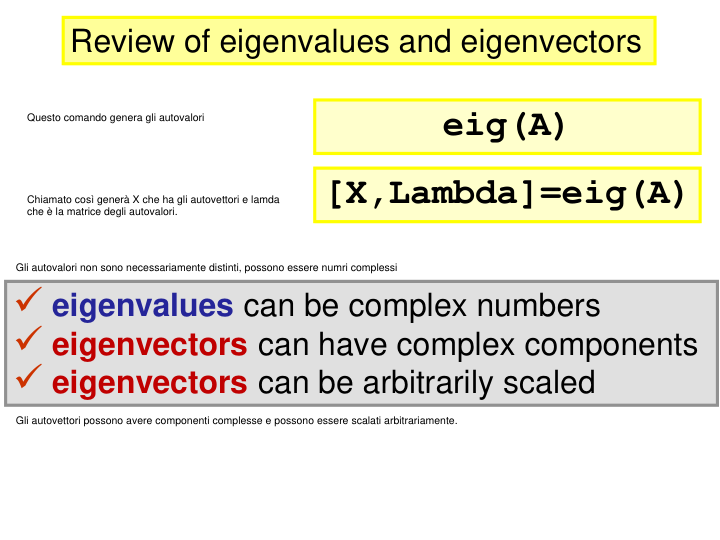 Review of eigenvalues and eigenvectors
Questo comando genera gli autovalori
eig(A)
Chiamato così generà X che ha gli autovettori e lamda
che è la matrice degli autovalori.
[X,Lambda]=eig(A)
Gli autovalori non sono necessariamente distinti, possono essere numri complessi
✓ eigenvalues can be complex numbers
✓ eigenvectors can have complex components
✓ eigenvectors can be arbitrarily scaled
Gli autovettori possono avere componenti complesse e possono essere scalati arbitrariamente.